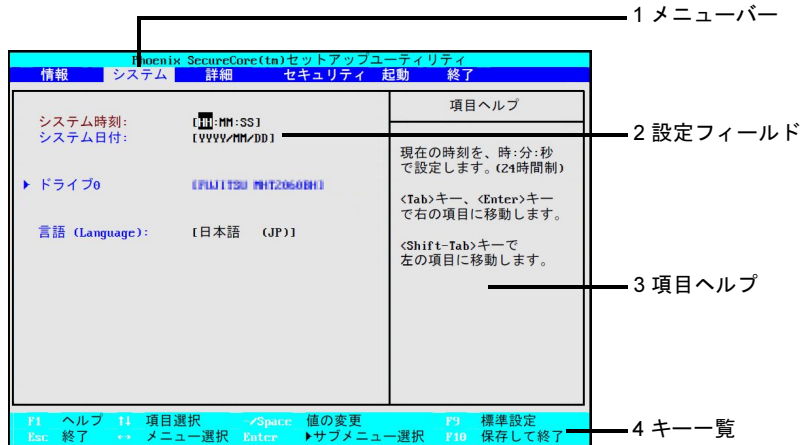 1 メニューバー
Phoenix SecureCore(tm)セットアップユーティリティ
情報 システム 詳細 セキュリティ 起動 終了
システム時刻: [HH:MM:SS]
システム日付: [YYYY/MM/DD]
▶ ドライブ0 [FUJITSU MHT2060BH]
言語 (Language): [日本語 (JP)]
項目ヘルプ
現在の時刻を、時:分:秒
で設定します。(24時間制)
<Tab>キー、<Enter>キー
で右の項目に移動します。
<Shift-Tab>キーで
左の項目に移動します。
2 設定フィールド
3 項目ヘルプ
F1 ヘルプ ↑↓ 項目選択 -/Space 値の変更 F9 標準設定
Esc 終了 ↔ メニュー選択 Enter ▶サブメニュー選択 F10 保存して終了
4 キー一覧